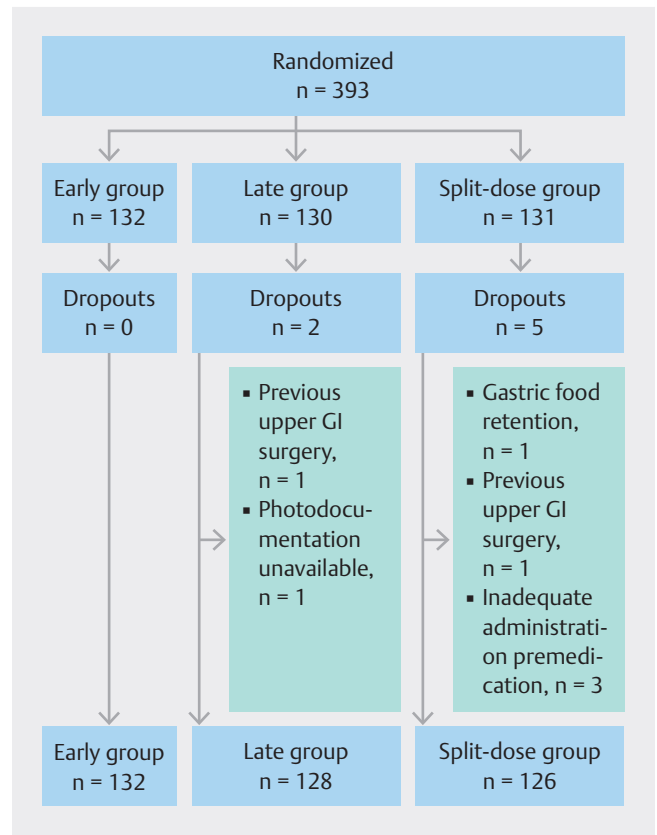 Randomized
n = 393
Early group
n = 132
Late group
n = 130
Split-dose group
n = 131
Dropouts
n = 0
Dropouts
n = 2
Dropouts
n = 5
▪ Previous
upper GI
surgery,
n = 1
▪ Photodocu-
mentation
unavailable,
n = 1
▪ Gastric food
retention,
n = 1
▪ Previous
upper GI
surgery,
n = 1
▪ Inadequate
administrati-
on premedi-
cation, n = 3
Early group
n = 132
Late group
n = 128
Split-dose group
n = 126